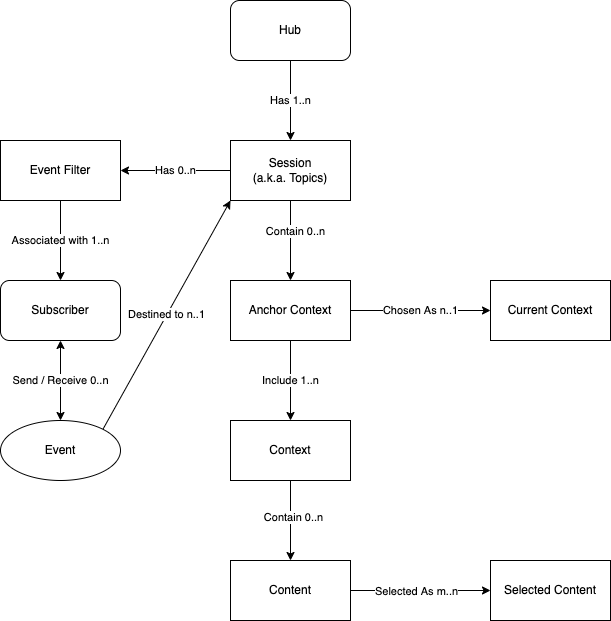 Hub
Has 1..n
Event Filter
Has 0..n
Session
(a.k.a. Topics)
Associated with 1..n
Contain 0..n
Subscriber
Destined to n..1
Anchor Context
Chosen As n..1
Current Context
Send / Receive 0..n
Include 1..n
Event
Context
Contain 0..n
Content
Selected As m..n
Selected Content